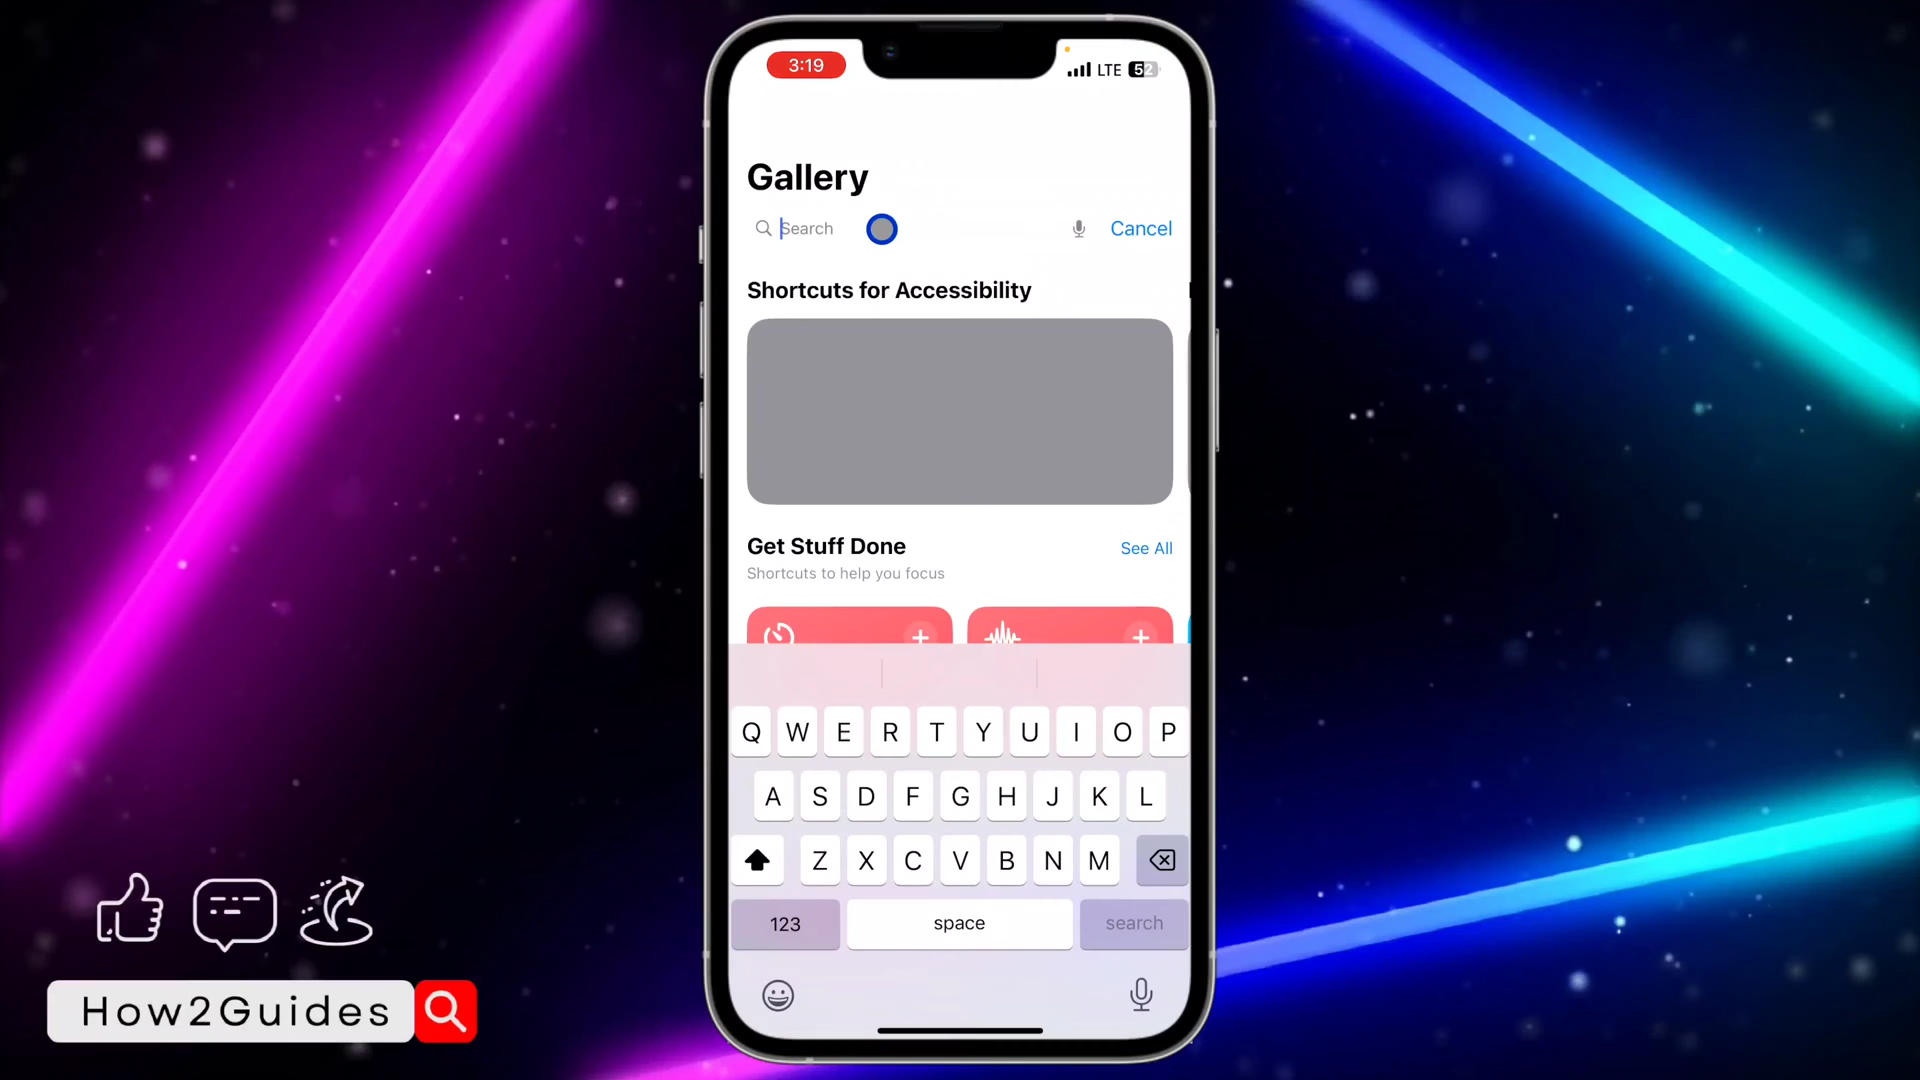 3:19
LTE 52
Gallery
Search
Cancel
Shortcuts for Accessibility
Get Stuff Done
See All
Shortcuts to help you focus
Q W E R T Y U I O P
A S D F G H J K L
Z X C V B N M
123
space
search
How2Guides